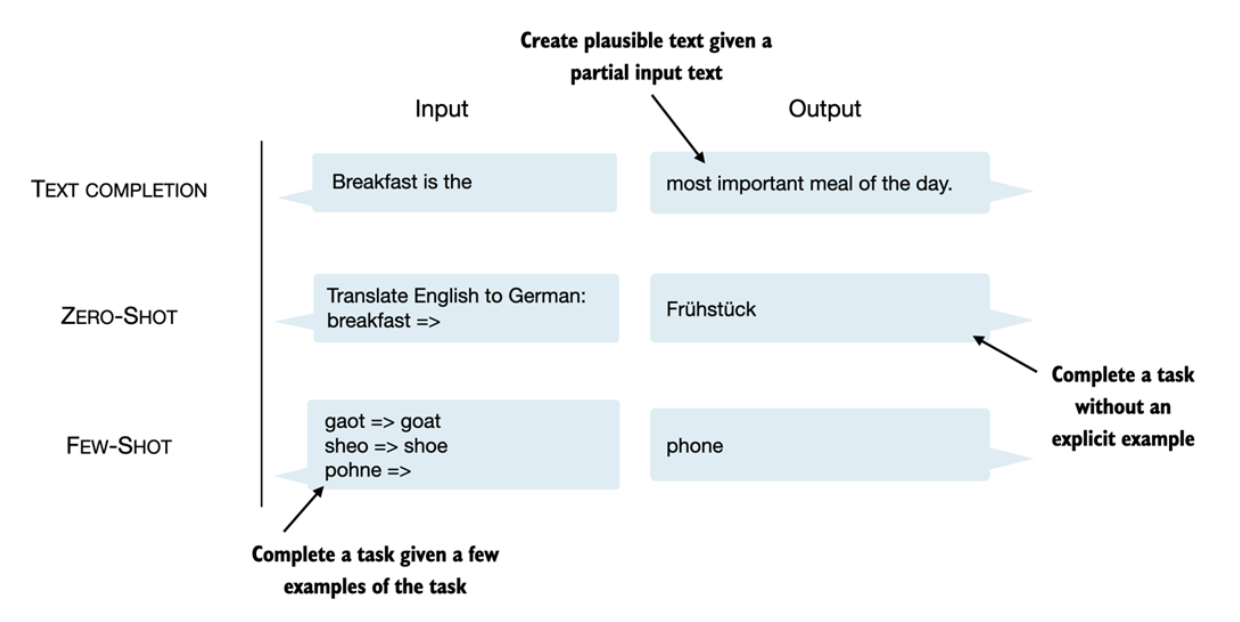 Create plausible text given a
partial input text
Input
Output
TEXT COMPLETION
Breakfast is the
most important meal of the day.
ZERO-SHOT
Translate English to German:
breakfast =>
Frühstück
Complete a task
without an
explicit example
FEW-SHOT
gaot => goat
sheo => shoe
pohne =>
phone
Complete a task given a few
examples of the task